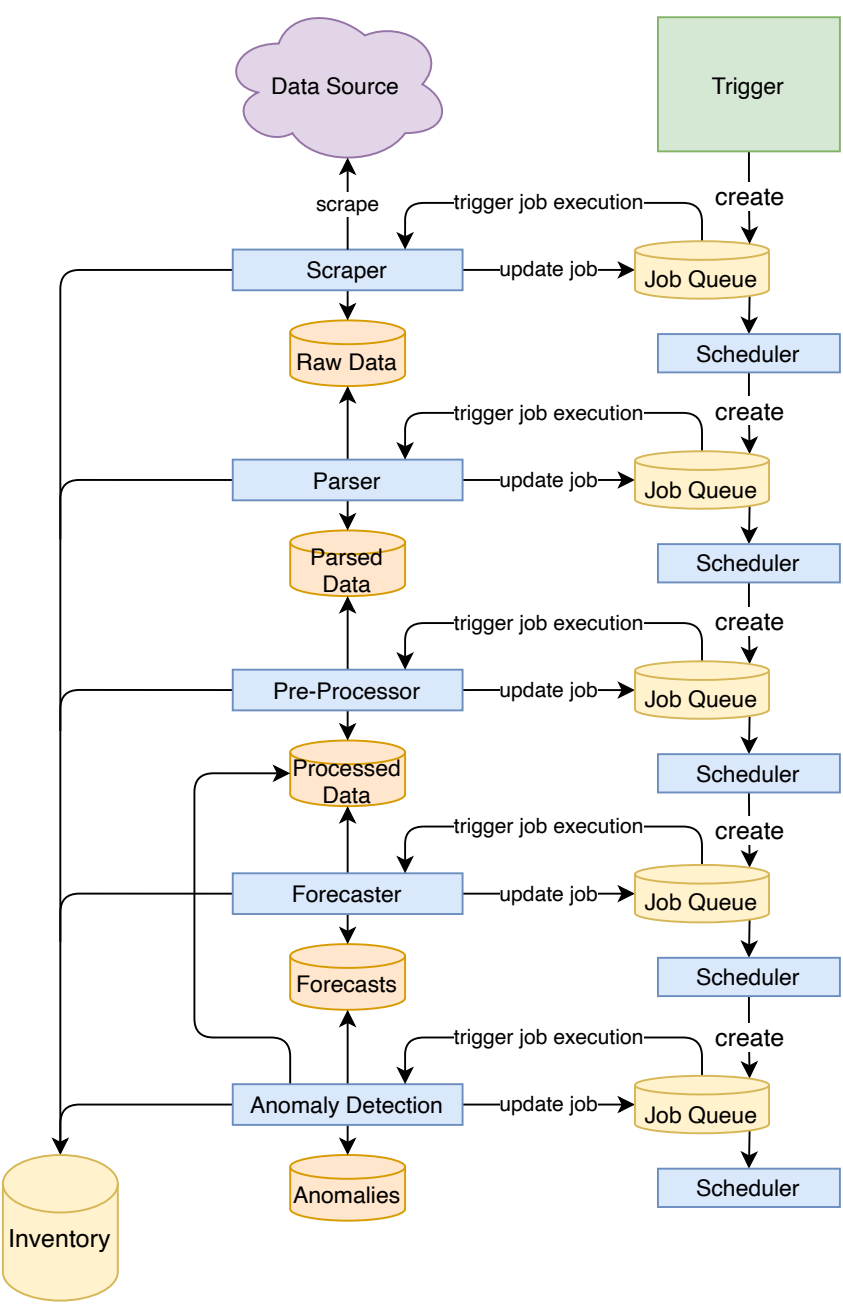 Data Source
Trigger
scrape
trigger job execution
create
Scraper
update job
Job Queue
Raw Data
Scheduler
trigger job execution
create
Parser
update job
Job Queue
Parsed
Data
Scheduler
trigger job execution
create
Pre-Processor
update job
Job Queue
Processed
Data
Scheduler
trigger job execution
create
Forecaster
update job
Job Queue
Forecasts
Scheduler
trigger job execution
create
Anomaly Detection
update job
Job Queue
Anomalies
Scheduler
Inventory